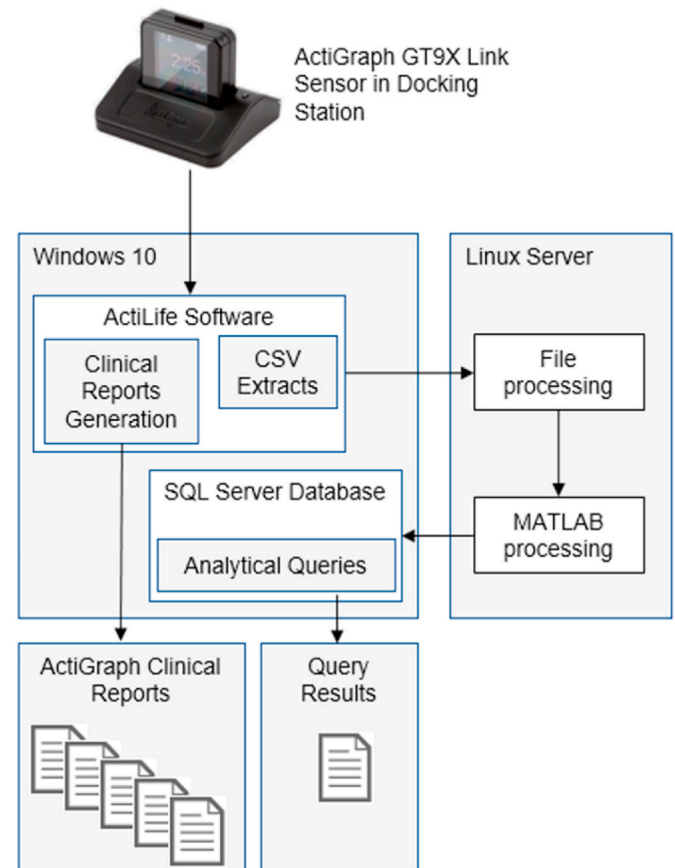 ActiGraph GT9X Link
Sensor in Docking
Station
2:25
Windows 10
Linux Server
ActiLife Software
Clinical
Reports
Generation
CSV
Extracts
File
processing
SQL Server Database
Analytical Queries
MATLAB
processing
ActiGraph Clinical
Reports
Query
Results